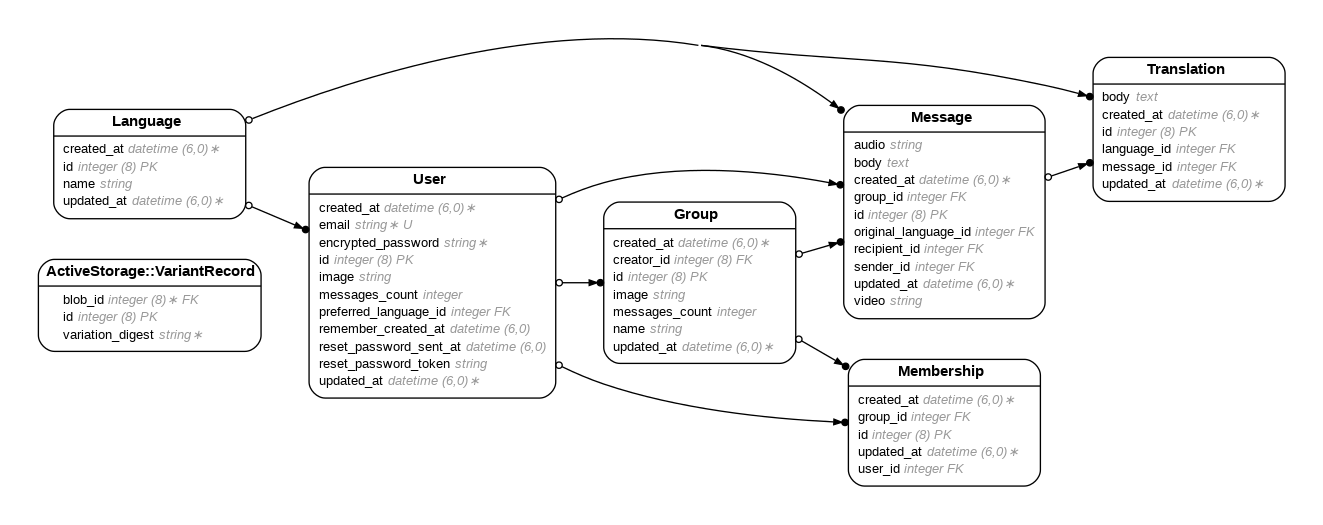 Language
created_at datetime (6,0)∗
id integer (8) PK
name string
updated_at datetime (6,0)∗
ActiveStorage::VariantRecord
blob_id integer (8)∗ FK
id integer (8) PK
variation_digest string∗
User
created_at datetime (6,0)∗
email string∗ U
encrypted_password string∗
id integer (8) PK
image string
messages_count integer
preferred_language_id integer FK
remember_created_at datetime (6,0)
reset_password_sent_at datetime (6,0)
reset_password_token string
updated_at datetime (6,0)∗
Group
created_at datetime (6,0)∗
creator_id integer (8) FK
id integer (8) PK
image string
messages_count integer
name string
updated_at datetime (6,0)∗
Message
audio string
body text
created_at datetime (6,0)∗
group_id integer FK
id integer (8) PK
original_language_id integer FK
recipient_id integer FK
sender_id integer FK
updated_at datetime (6,0)∗
video string
Membership
created_at datetime (6,0)∗
group_id integer FK
id integer (8) PK
updated_at datetime (6,0)∗
user_id integer FK
Translation
body text
created_at datetime (6,0)∗
id integer (8) PK
language_id integer FK
message_id integer FK
updated_at datetime (6,0)∗